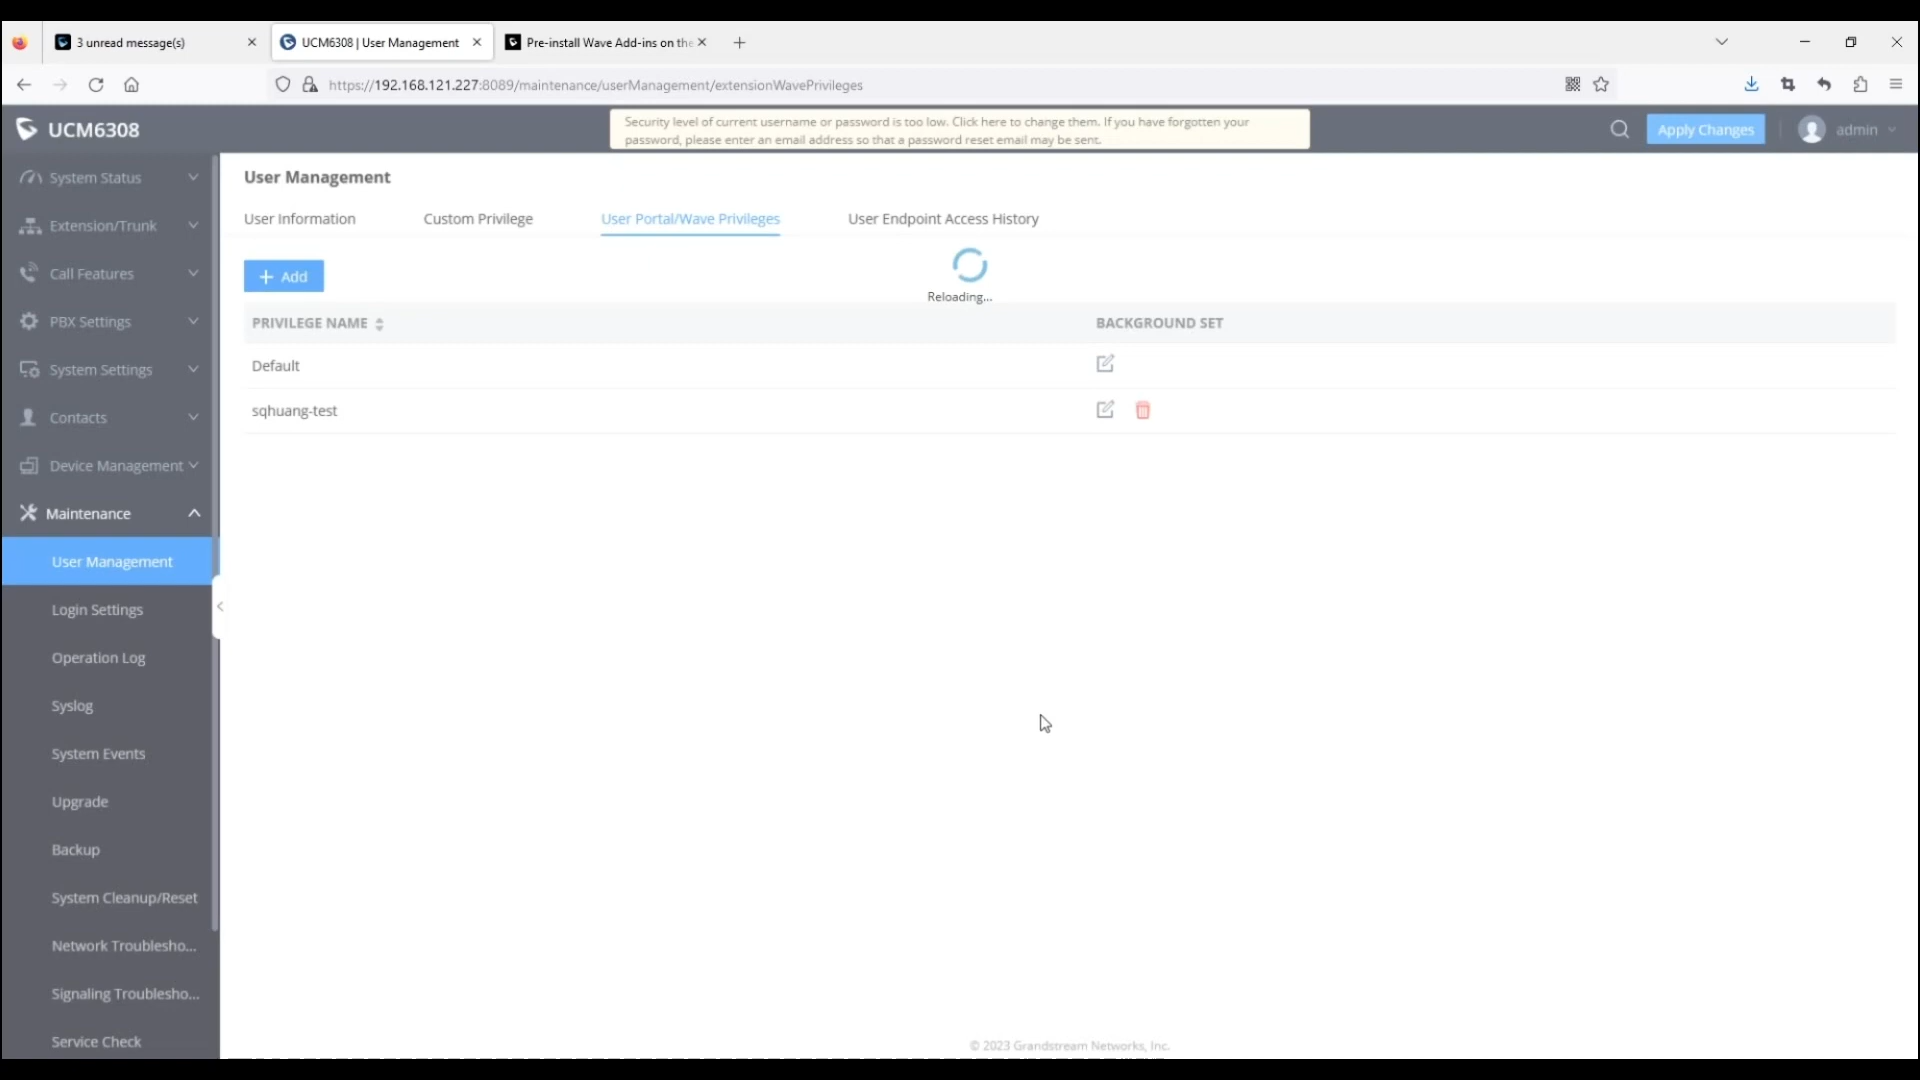 3 unread message(s)
UCM6308 | User Management
Pre-install Wave Add-ins on the
https://192.168.121.227:8089/maintenance/userManagement/extensionWavePrivileges
UCM6308
Security level of current username or password is too low. Click here to change them. If you have forgotten your
password, please enter an email address so that a password reset email may be sent.
Apply Changes
admin
System Status
Extension/Trunk
Call Features
PBX Settings
System Settings
Contacts
Device Management
Maintenance
User Management
Login Settings
Operation Log
Syslog
System Events
Upgrade
Backup
System Cleanup/Reset
Network Troublesho...
Signaling Troublesho...
Service Check
User Management
User Information
Custom Privilege
User Portal/Wave Privileges
User Endpoint Access History
+ Add
Reloading...
PRIVILEGE NAME
BACKGROUND SET
Default
sqhuang-test
© 2023 Grandstream Networks, Inc.